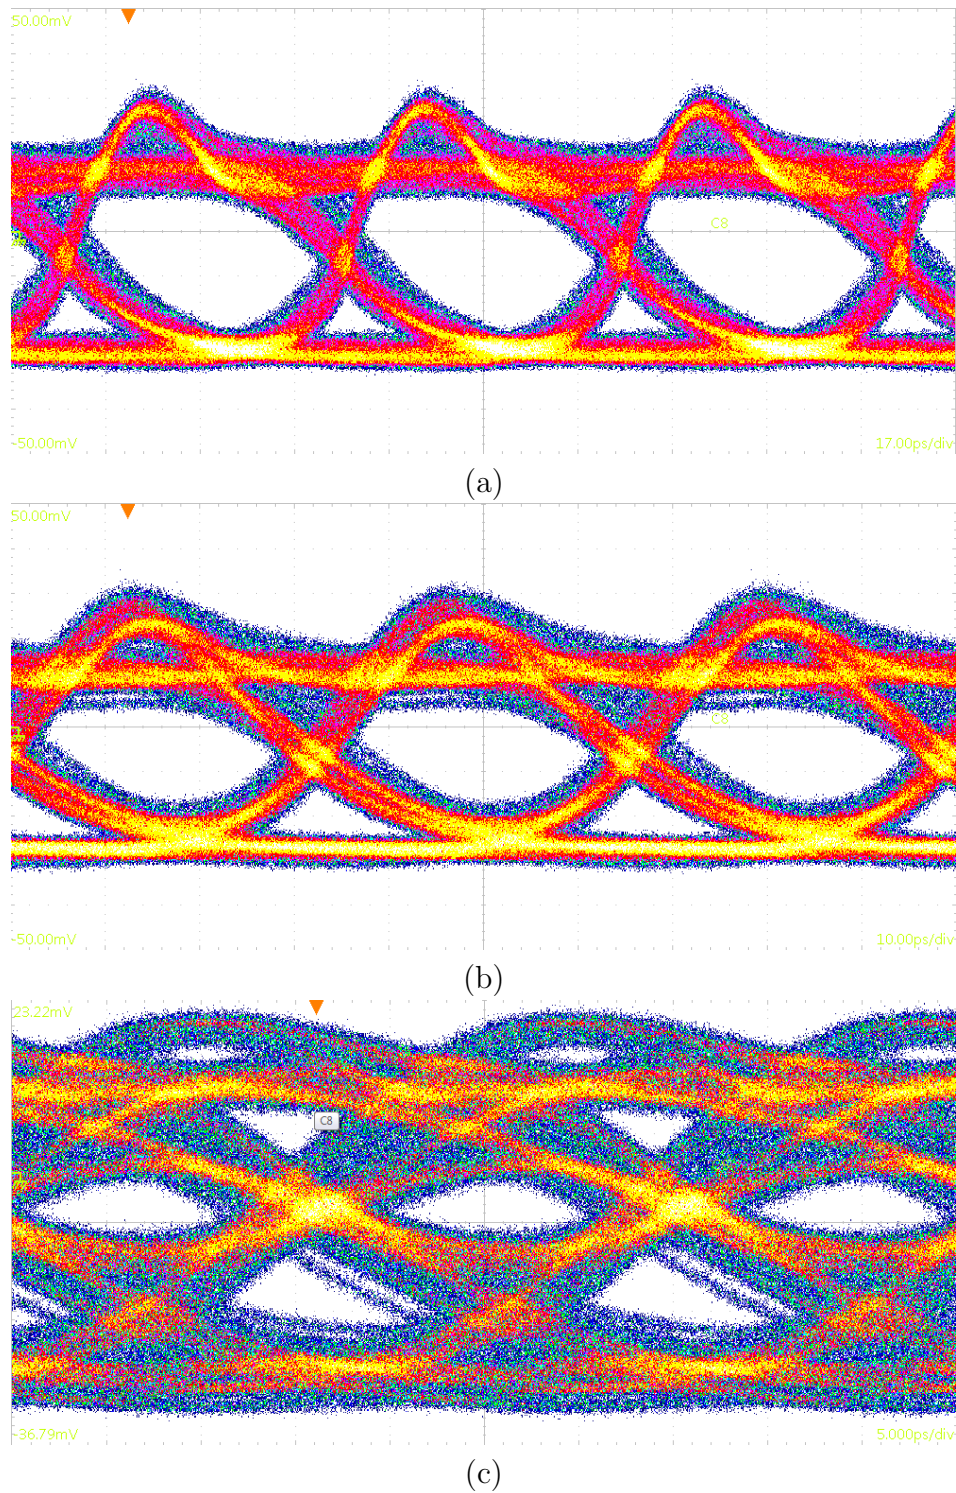 50.00mV
C8
-50.00mV 17.00ps/div
(a)
50.00mV
C8
-50.00mV 10.00ps/div
(b)
23.22mV
C8
-36.79mV 5.000ps/div
(c)